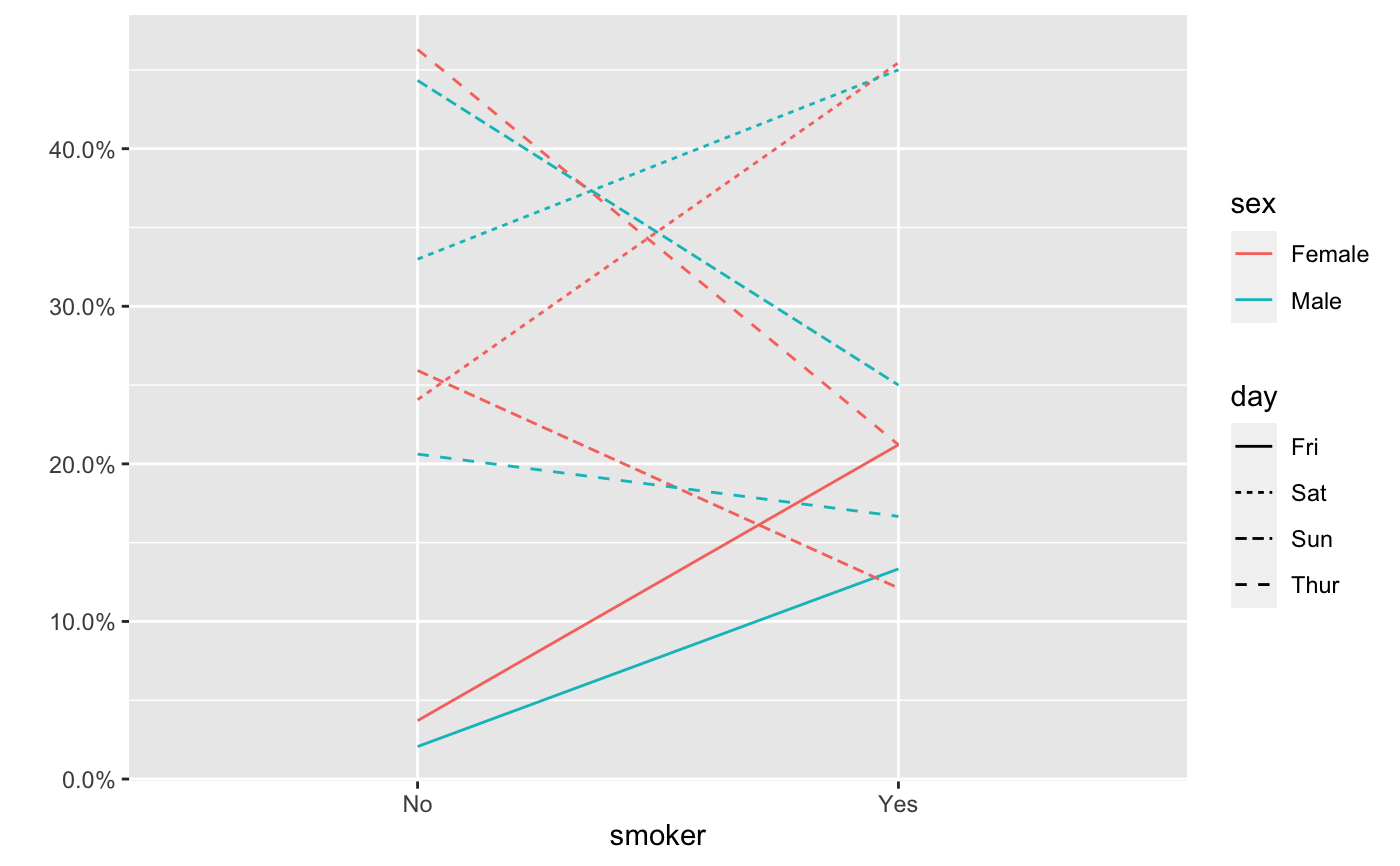 40.0%
30.0%
20.0%
10.0%
0.0%
No
Yes
smoker
sex
Female
Male
day
Fri
Sat
Sun
Thur